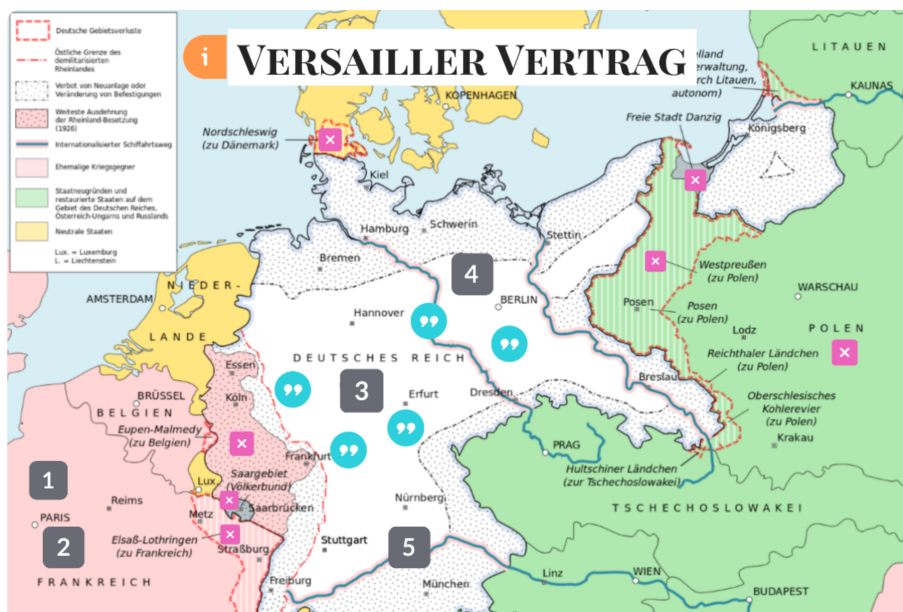 Deutsche Gebietsverluste
Östliche Grenze des
demilitarisierten
Rheinlandes
Verbot von Neuanlage oder
Veränderung von Befestigungen
Weiteste Ausdehnung
der Rheinland-Besetzung
(1926)
Internationalisierter Schiffahrtsweg
Ehemalige Kriegsgegner
Staatneugründen und
restaurierte Staaten auf dem
Gebiet des Deutschen Reiches,
Österreich-Ungarns und Russlands
Neutrale Staaten
Lux. = Luxemburg
L. = Liechtenstein
i
VERSAILLER VERTRAG
elland
erwaltung,
rch Litauen,
autonom)
LITAUEN
KAUNAS
KOPENHAGEN
Freie Stadt Danzig
Königsberg
Nordschleswig
(zu Dänemark)
Kiel
Hamburg
Schwerin
Stettin
Bremen
4
NIEDER-
LANDE
AMSTERDAM
BERLIN
Hannover
Westpreußen
(zu Polen)
WARSCHAU
Posen
Posen
(zu Polen)
Lodz
POLEN
DEUTSCHES REICH
Essen
Köln
3
Erfurt
Dresden
Breslau
Reichthaler Ländchen
(zu Polen)
BRÜSSEL
BELGIEN
Eupen-Malmedy
(zu Belgien)
Oberschlesisches
Kohlerevier
(zu Polen)
Krakau
PRAG
Frankfurt
Saargebiet
(Völkerbund)
Hultschiner Ländchen
(zur Tschechoslowakei)
1
Lux
Saarbrücken
Nürnberg
Reims
Metz
TSCHECHOSLOWAKEI
PARIS
2
Elsaß-Lothringen
(zu Frankreich)
Straßburg
Stuttgart
5
FRANKREICH
Freiburg
München
Linz
WIEN
BUDAPEST